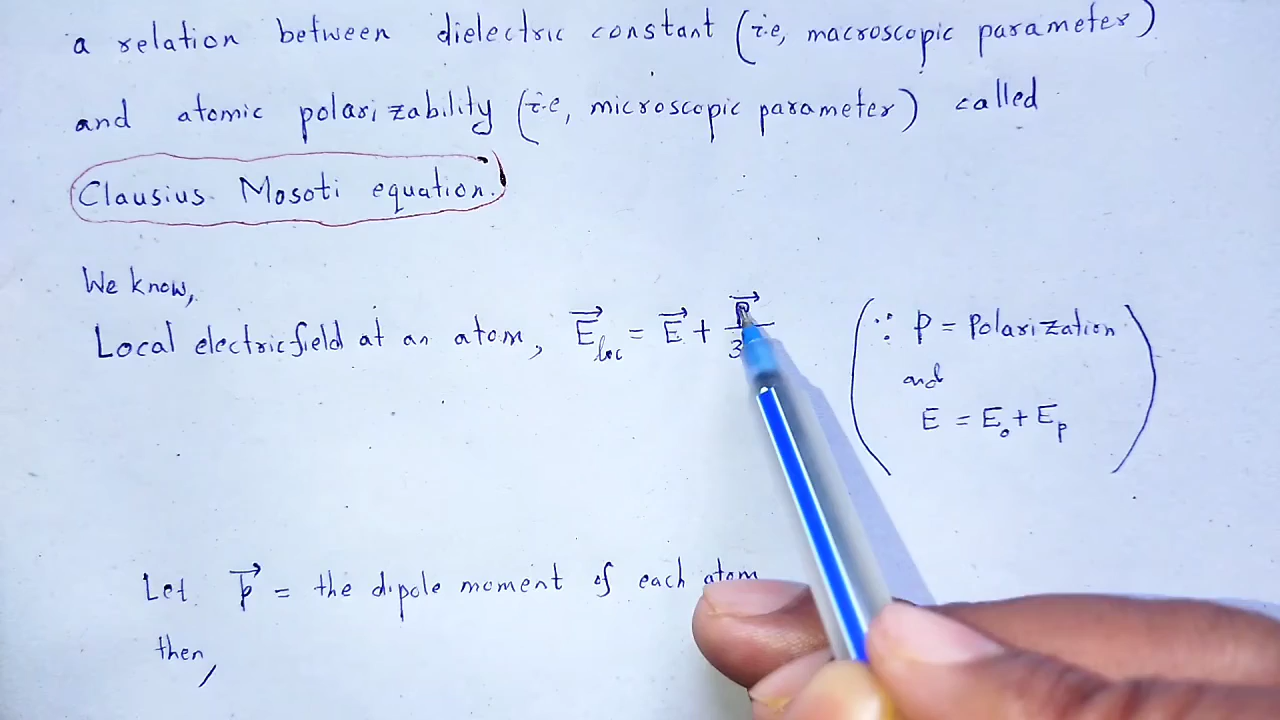 a relation between dielectric constant (i.e, macroscopic parameter)
and atomic polarizability (i.e, microscopic parameter) called
Clausius Mosoti equation.
We know,
Local electric field at an atom, E⃗loc = E⃗ + P⃗/3
(∵ P = Polarization
and
E = E₀ + Eₚ)
Let p⃗ = the dipole moment of each atom
then,